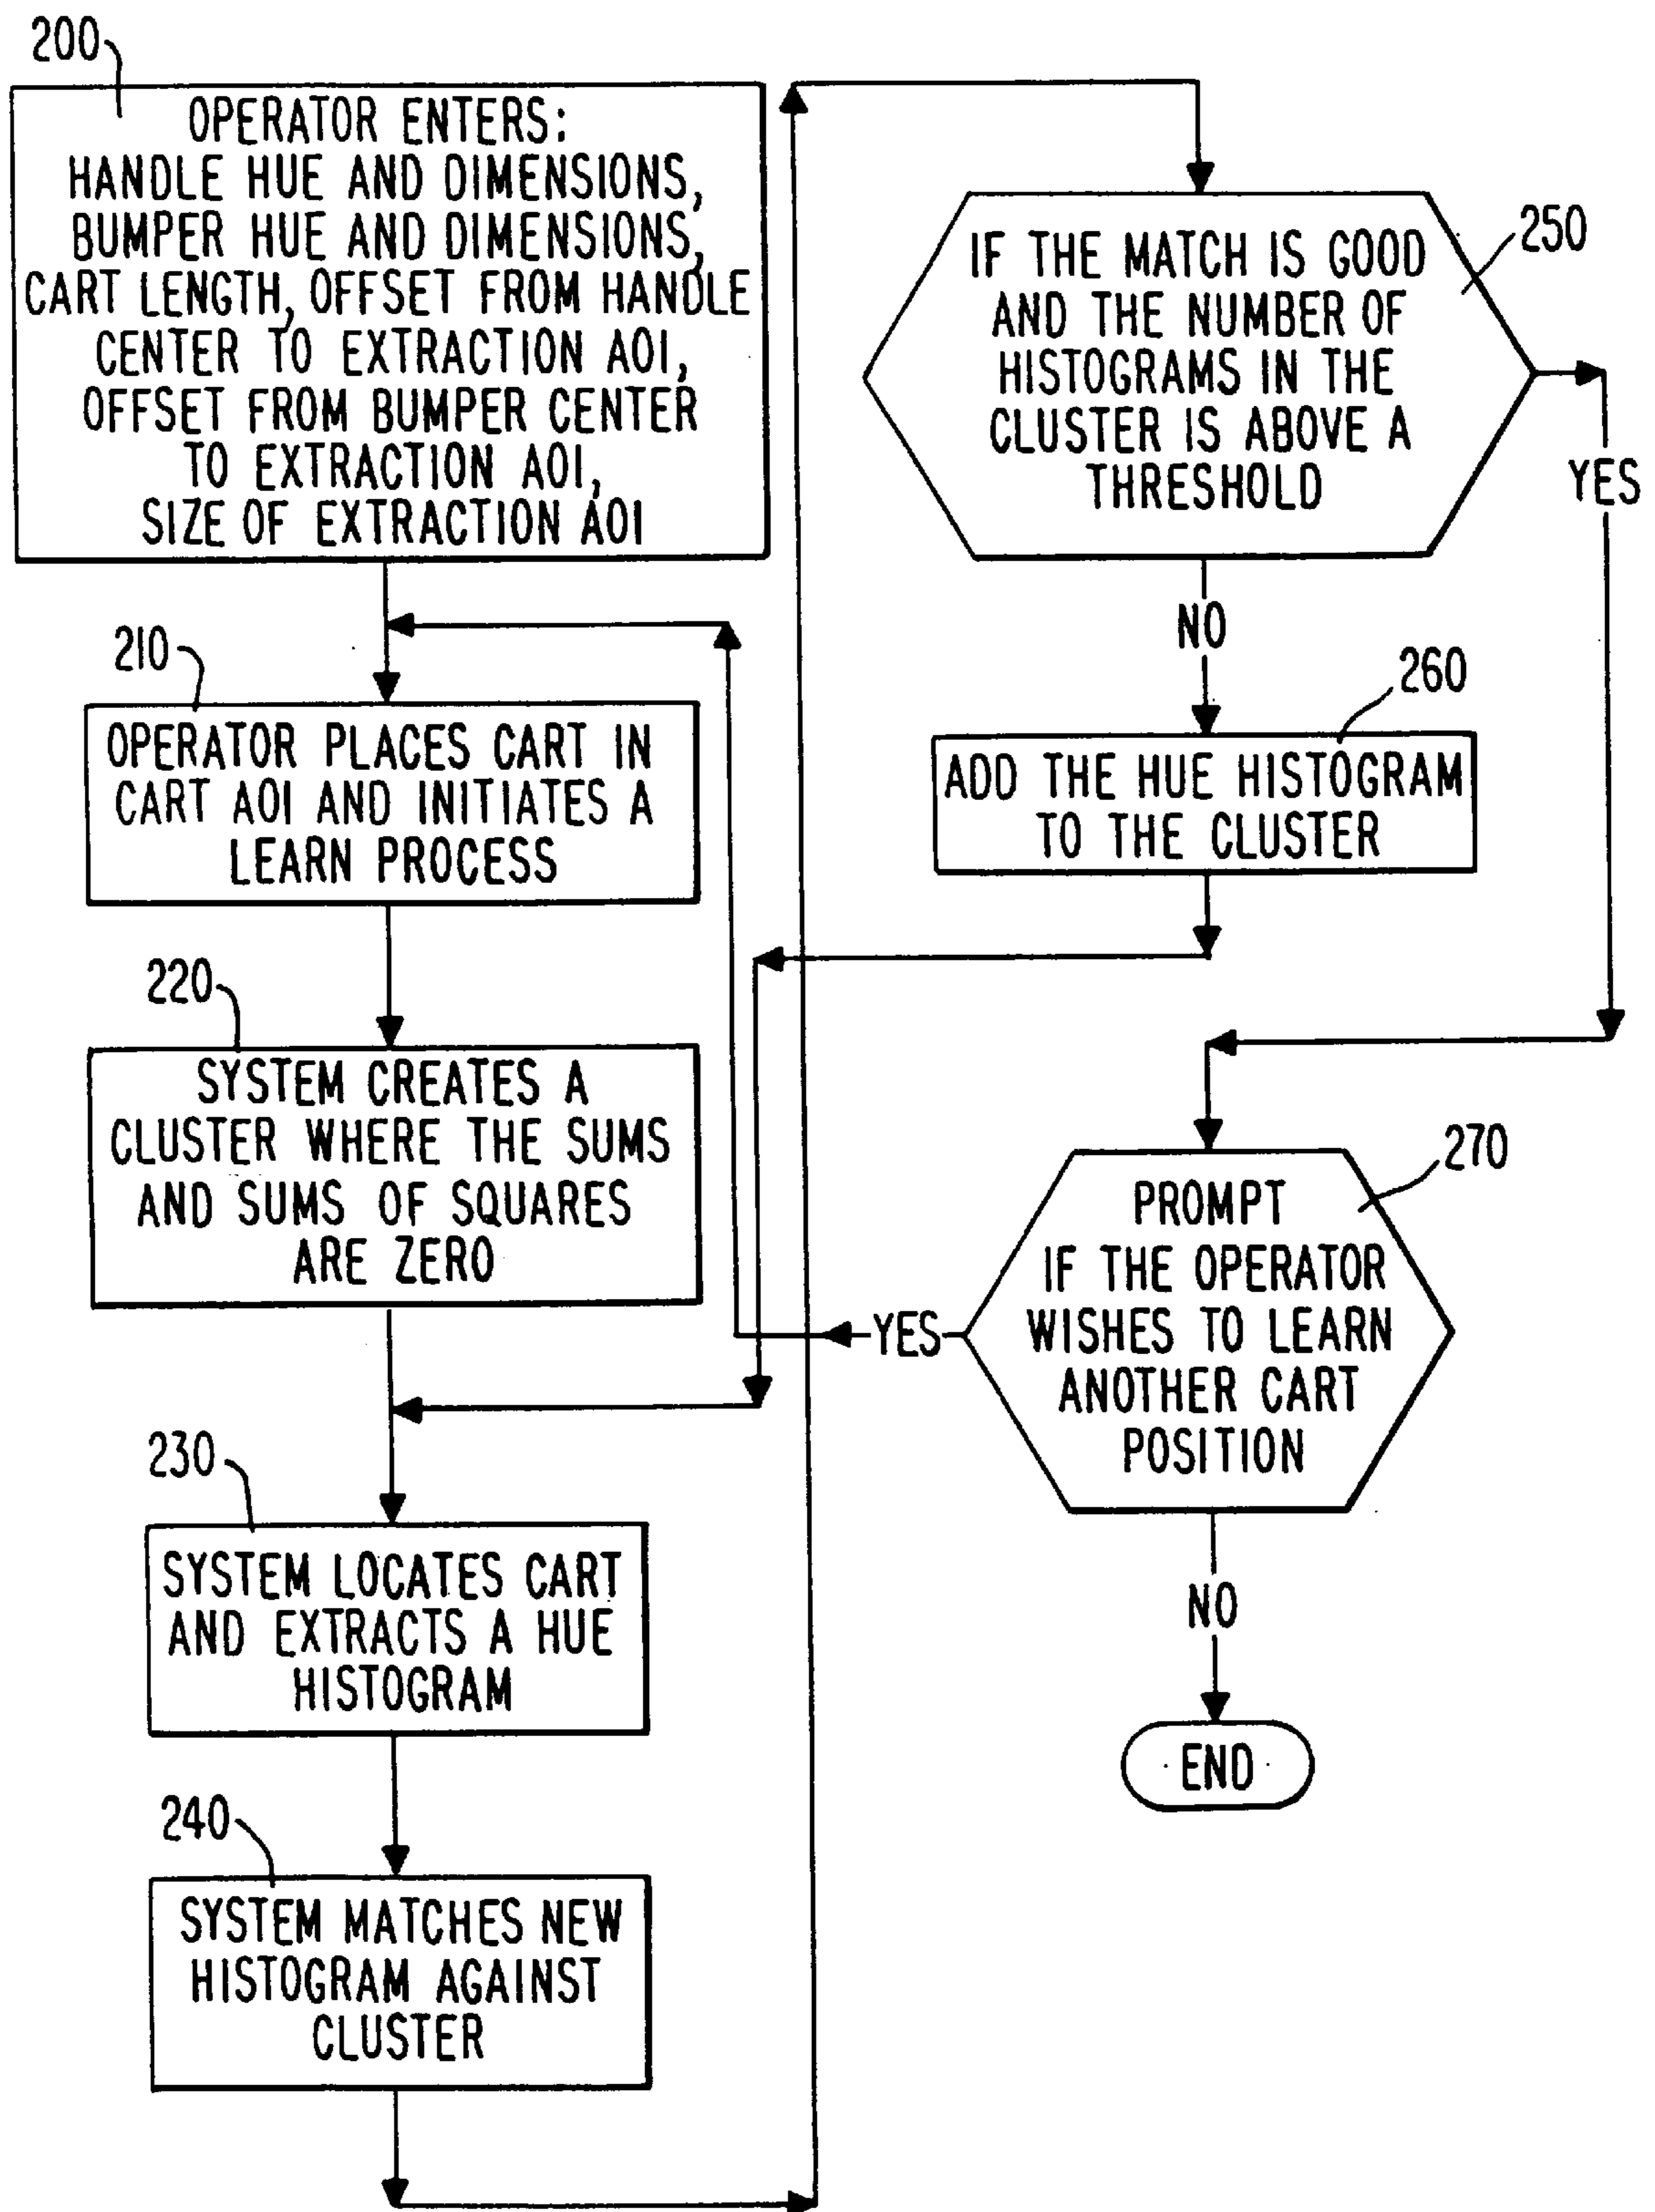 200
OPERATOR ENTERS:
HANDLE HUE AND DIMENSIONS,
BUMPER HUE AND DIMENSIONS,
CART LENGTH, OFFSET FROM HANDLE
CENTER TO EXTRACTION AOI,
OFFSET FROM BUMPER CENTER
TO EXTRACTION AOI,
SIZE OF EXTRACTION AOI
210
OPERATOR PLACES CART IN
CART AOI AND INITIATES A
LEARN PROCESS
220
SYSTEM CREATES A
CLUSTER WHERE THE SUMS
AND SUMS OF SQUARES
ARE ZERO
230
SYSTEM LOCATES CART
AND EXTRACTS A HUE
HISTOGRAM
240
SYSTEM MATCHES NEW
HISTOGRAM AGAINST
CLUSTER
250
IF THE MATCH IS GOOD
AND THE NUMBER OF
HISTOGRAMS IN THE
CLUSTER IS ABOVE A
THRESHOLD
YES
NO
260
ADD THE HUE HISTOGRAM
TO THE CLUSTER
270
PROMPT
IF THE OPERATOR
WISHES TO LEARN
ANOTHER CART
POSITION
YES
NO
END